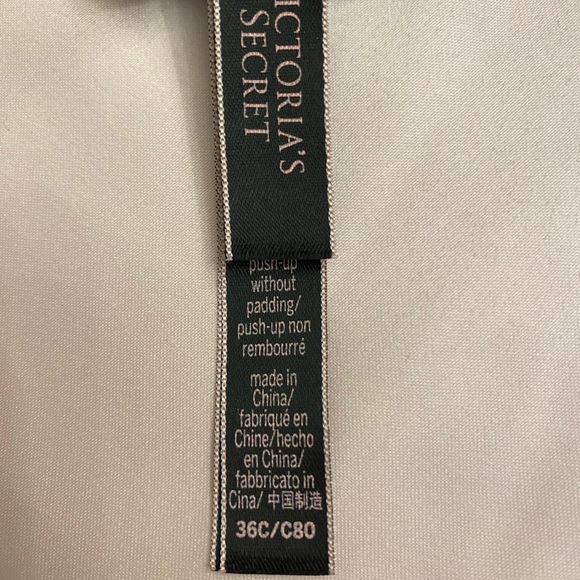 VICTORIA'S
SECRET
push-up
without
padding/
push-up non
rembourré
made in
China/
fabriqué en
Chine/hecho
en China/
fabbricato in
Cina/ 中国制造
36C/C80